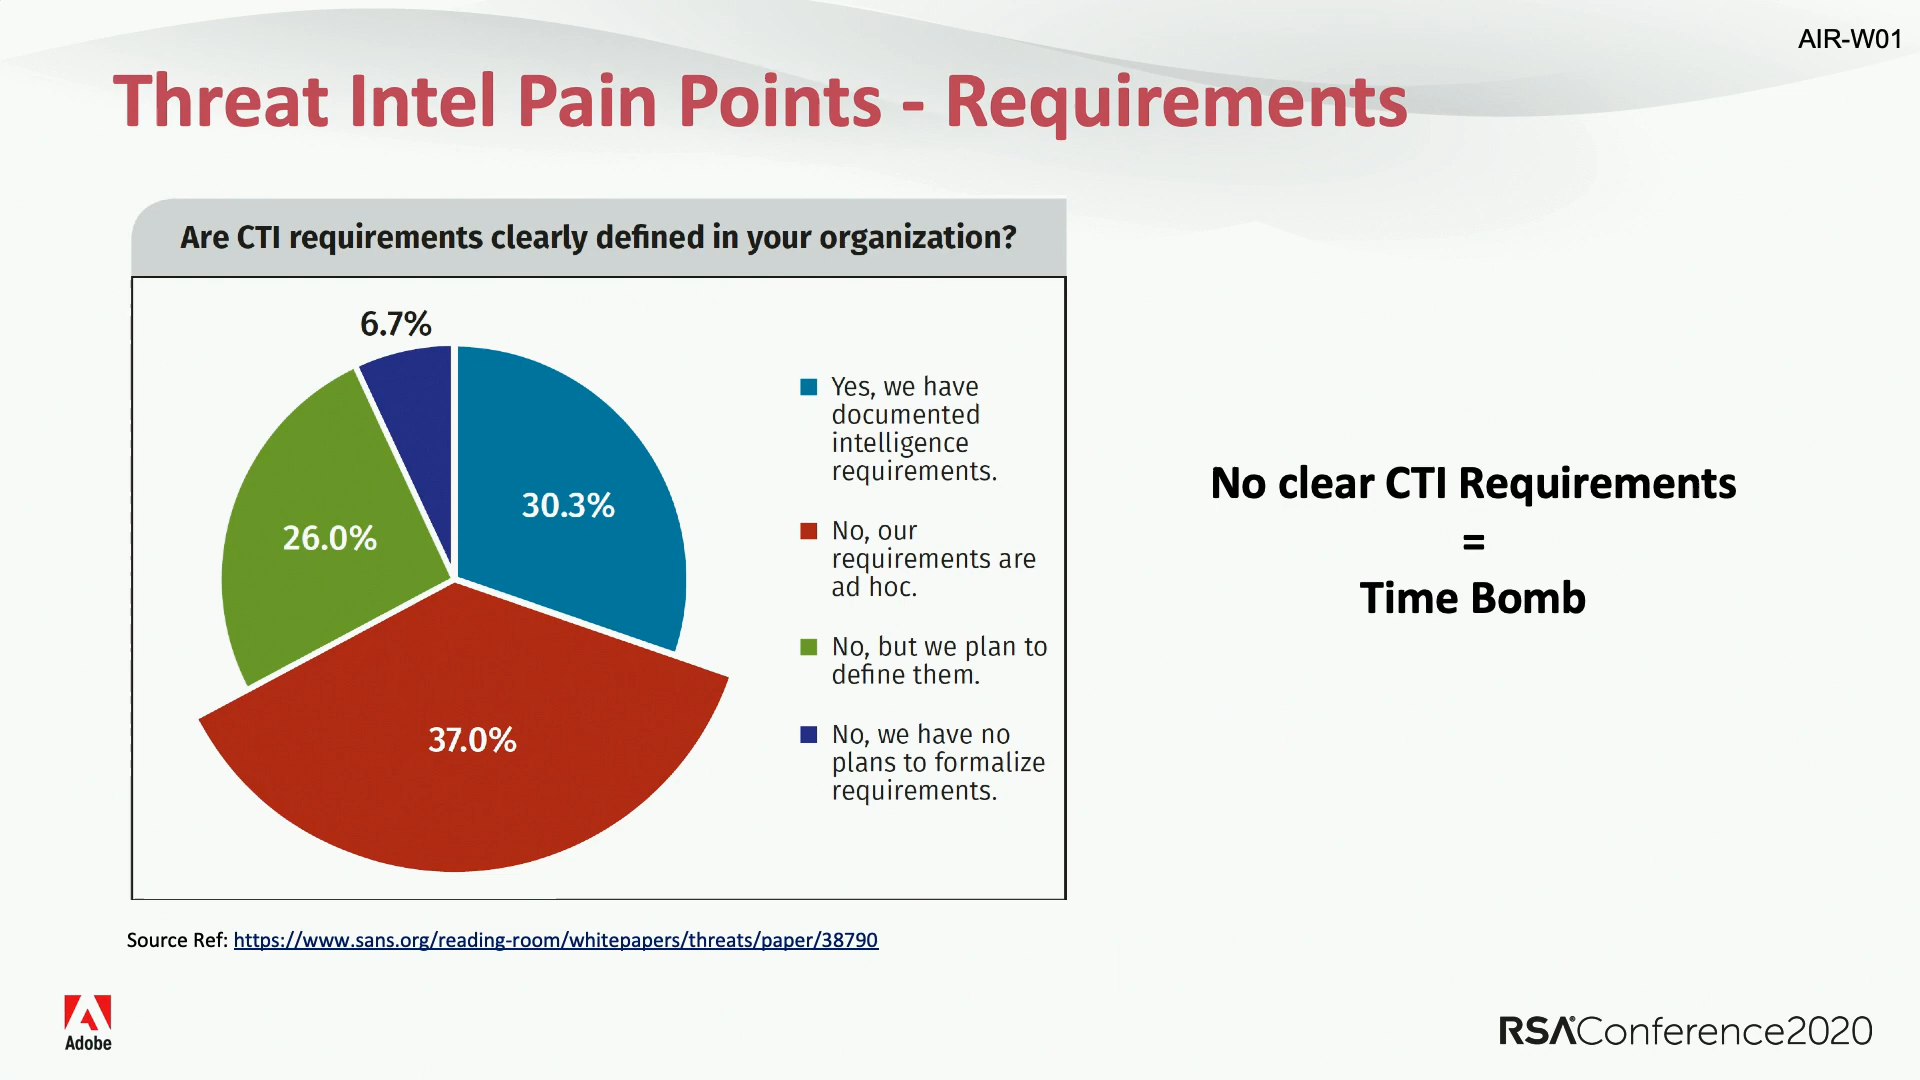 AIR-W01
Threat Intel Pain Points - Requirements
Are CTI requirements clearly defined in your organization?
6.7%
30.3%
26.0%
37.0%
Yes, we have
documented
intelligence
requirements.
No, our
requirements are
ad hoc.
No, but we plan to
define them.
No, we have no
plans to formalize
requirements.
No clear CTI Requirements
=
Time Bomb
Source Ref: https://www.sans.org/reading-room/whitepapers/threats/paper/38790
Adobe
RSA®Conference2020